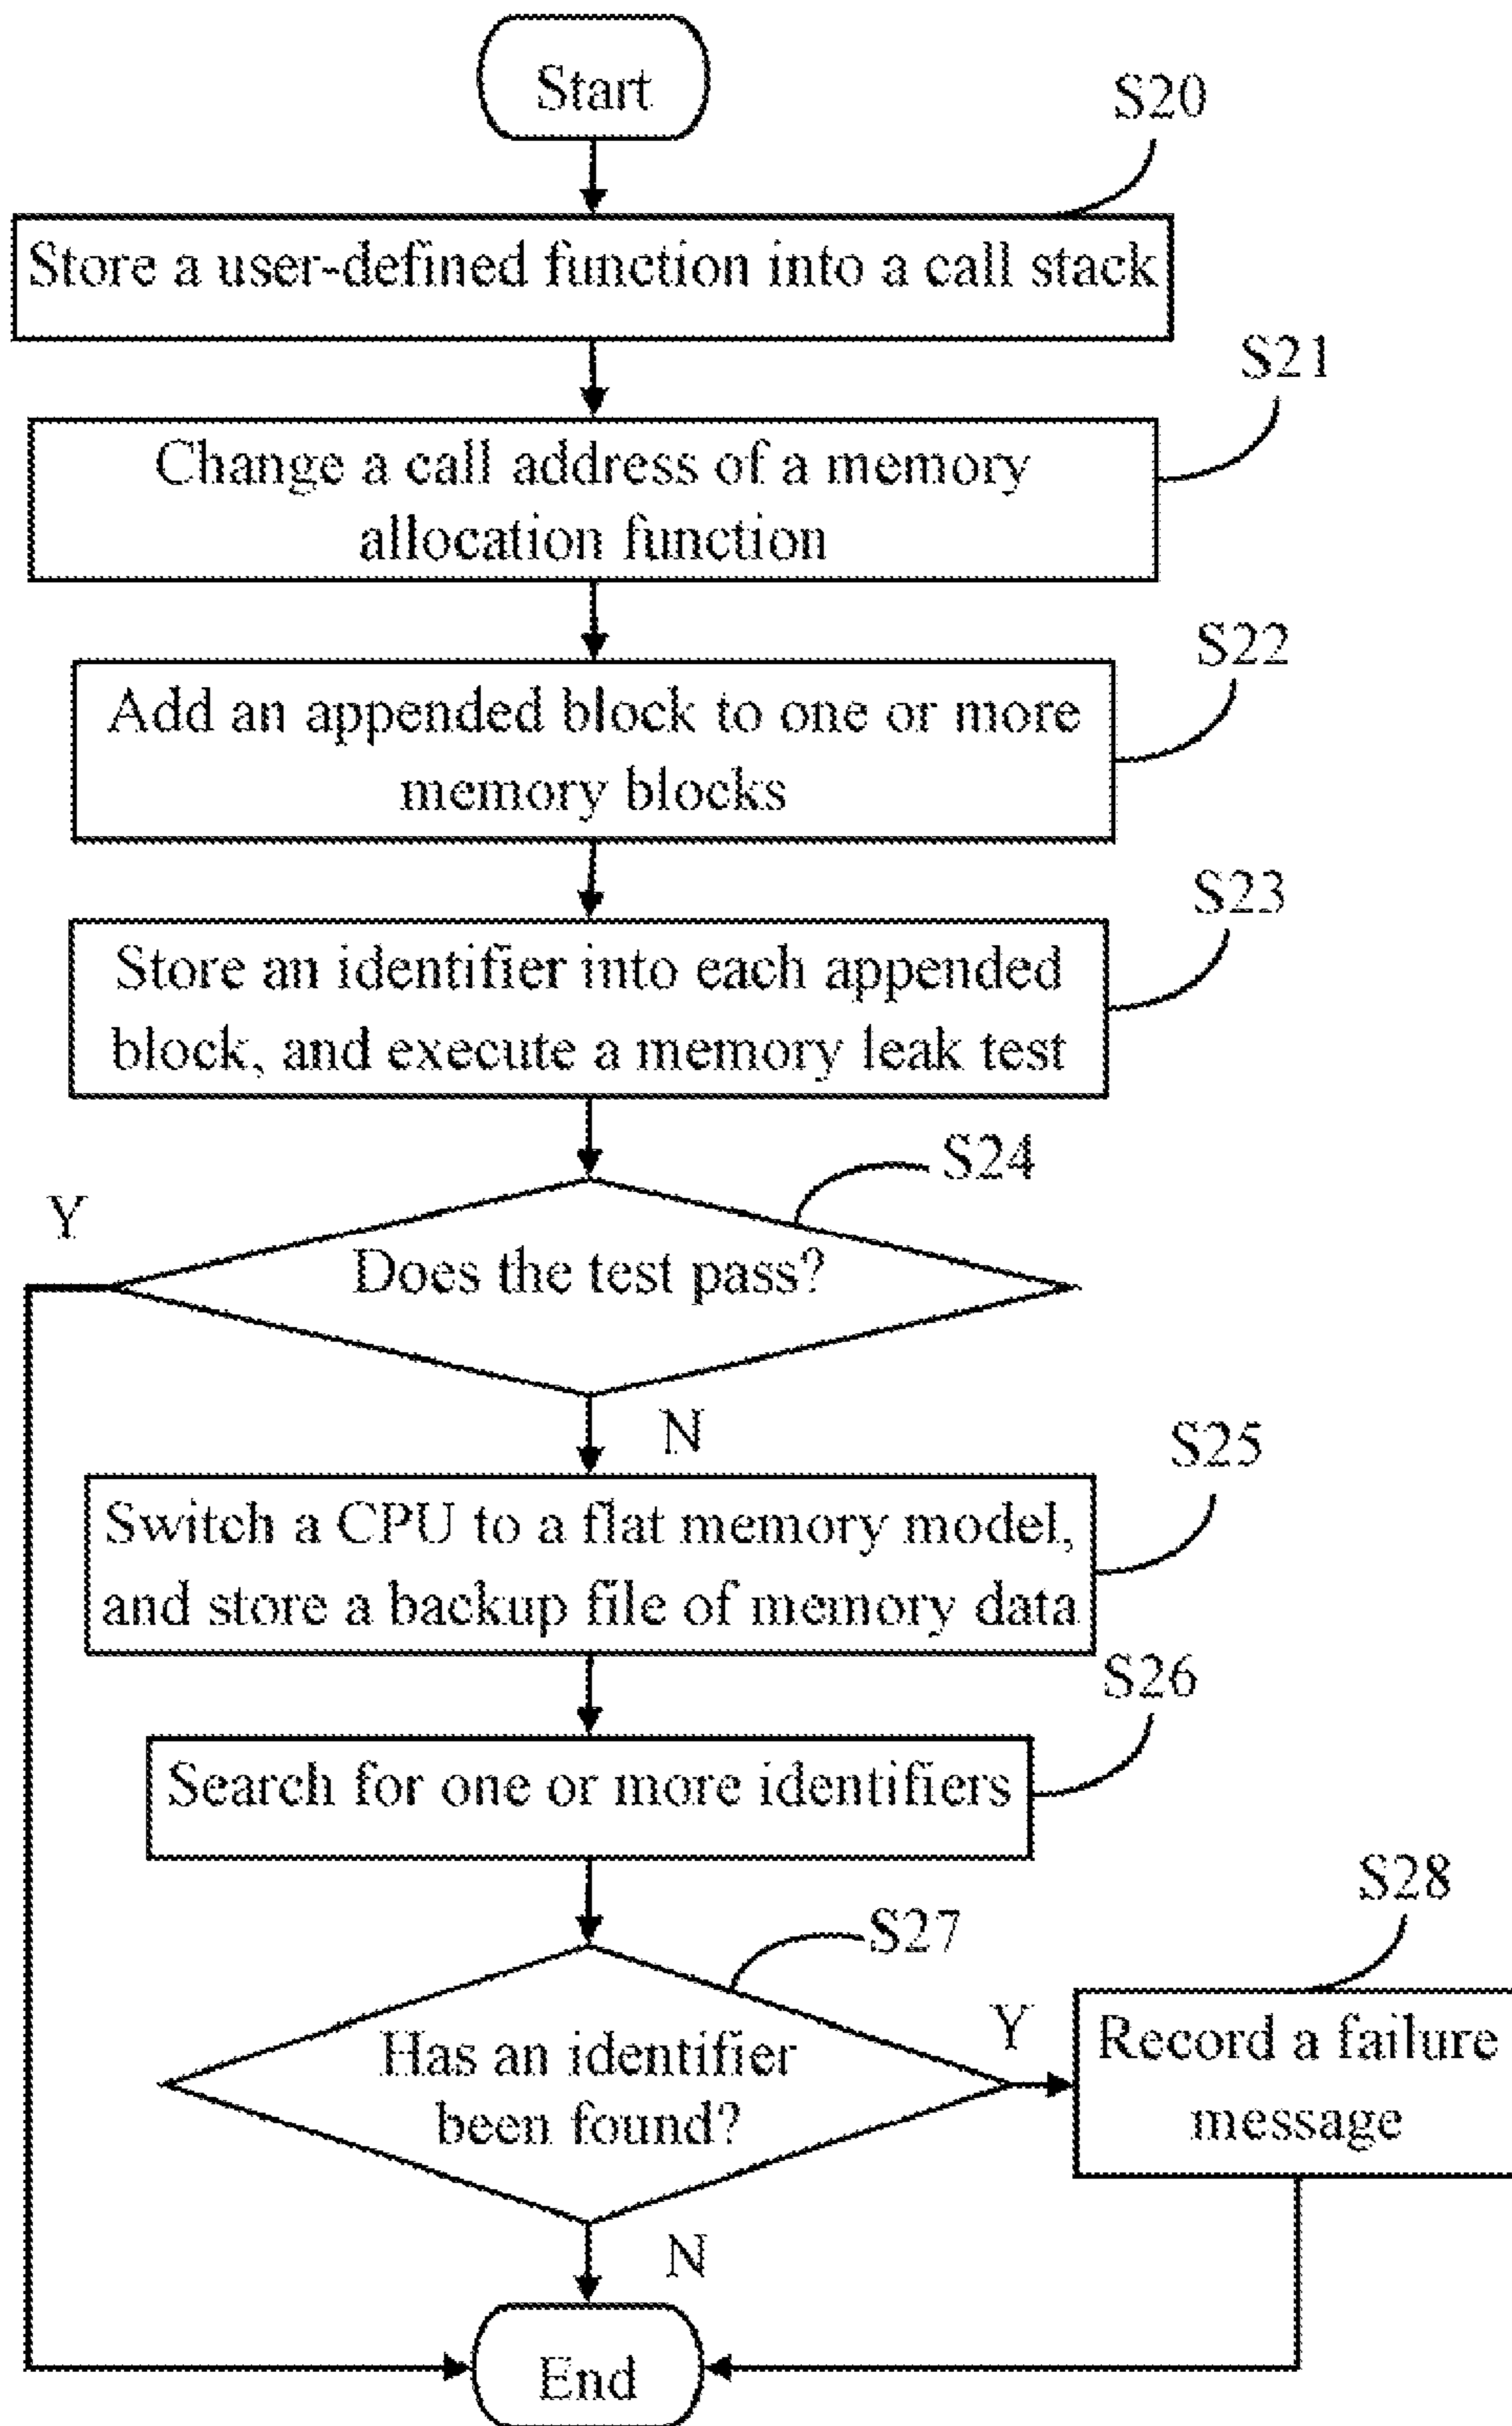 Start
S20
Store a user-defined function into a call stack
S21
Change a call address of a memory
allocation function
S22
Add an appended block to one or more
memory blocks
S23
Store an identifier into each appended
block, and execute a memory leak test
S24
Y
Does the test pass?
N
S25
Switch a CPU to a flat memory model,
and store a backup file of memory data
S26
Search for one or more identifiers
S27
S28
Has an identifier
been found?
Y
Record a failure
message
N
End